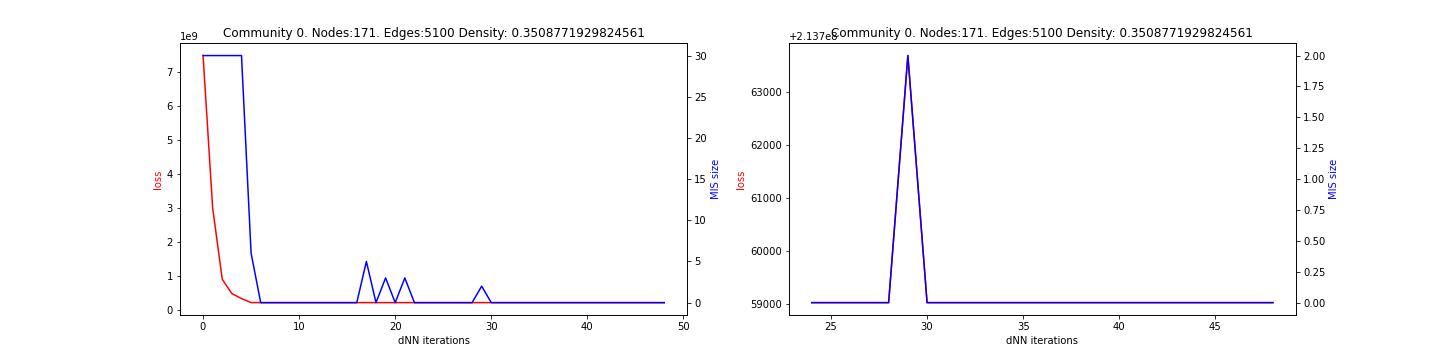 Community 0. Nodes:171. Edges:5100 Density: 0.3508771929824561
1e9
7
6
5
4
3
2
1
0
loss
30
25
20
15
10
5
0
MIS size
0 10 20 30 40 50
dNN iterations
Community 0. Nodes:171. Edges:5100 Density: 0.3508771929824561
+2.137e8
63000
62000
61000
60000
59000
loss
2.00
1.75
1.50
1.25
1.00
0.75
0.50
0.25
0.00
MIS size
25 30 35 40 45
dNN iterations